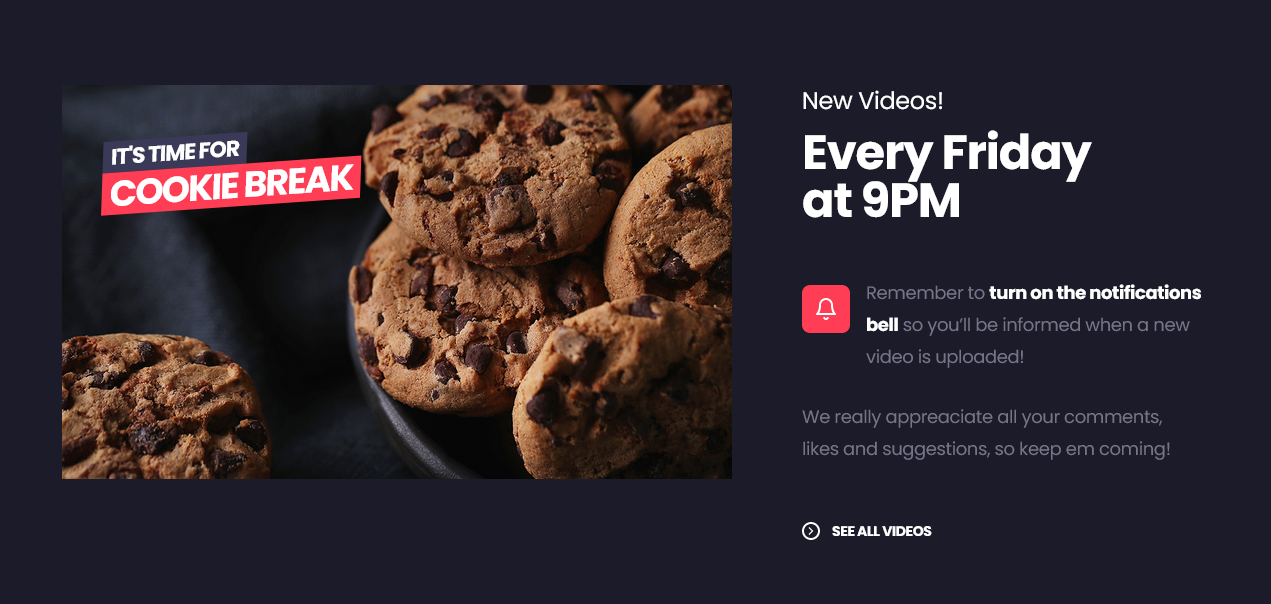 IT'S TIME FOR
COOKIE BREAK
New Videos!
Every Friday
at 9PM
Remember to turn on the notifications
bell so you'll be informed when a new
video is uploaded!
We really appreaciate all your comments,
likes and suggestions, so keep em coming!
SEE ALL VIDEOS